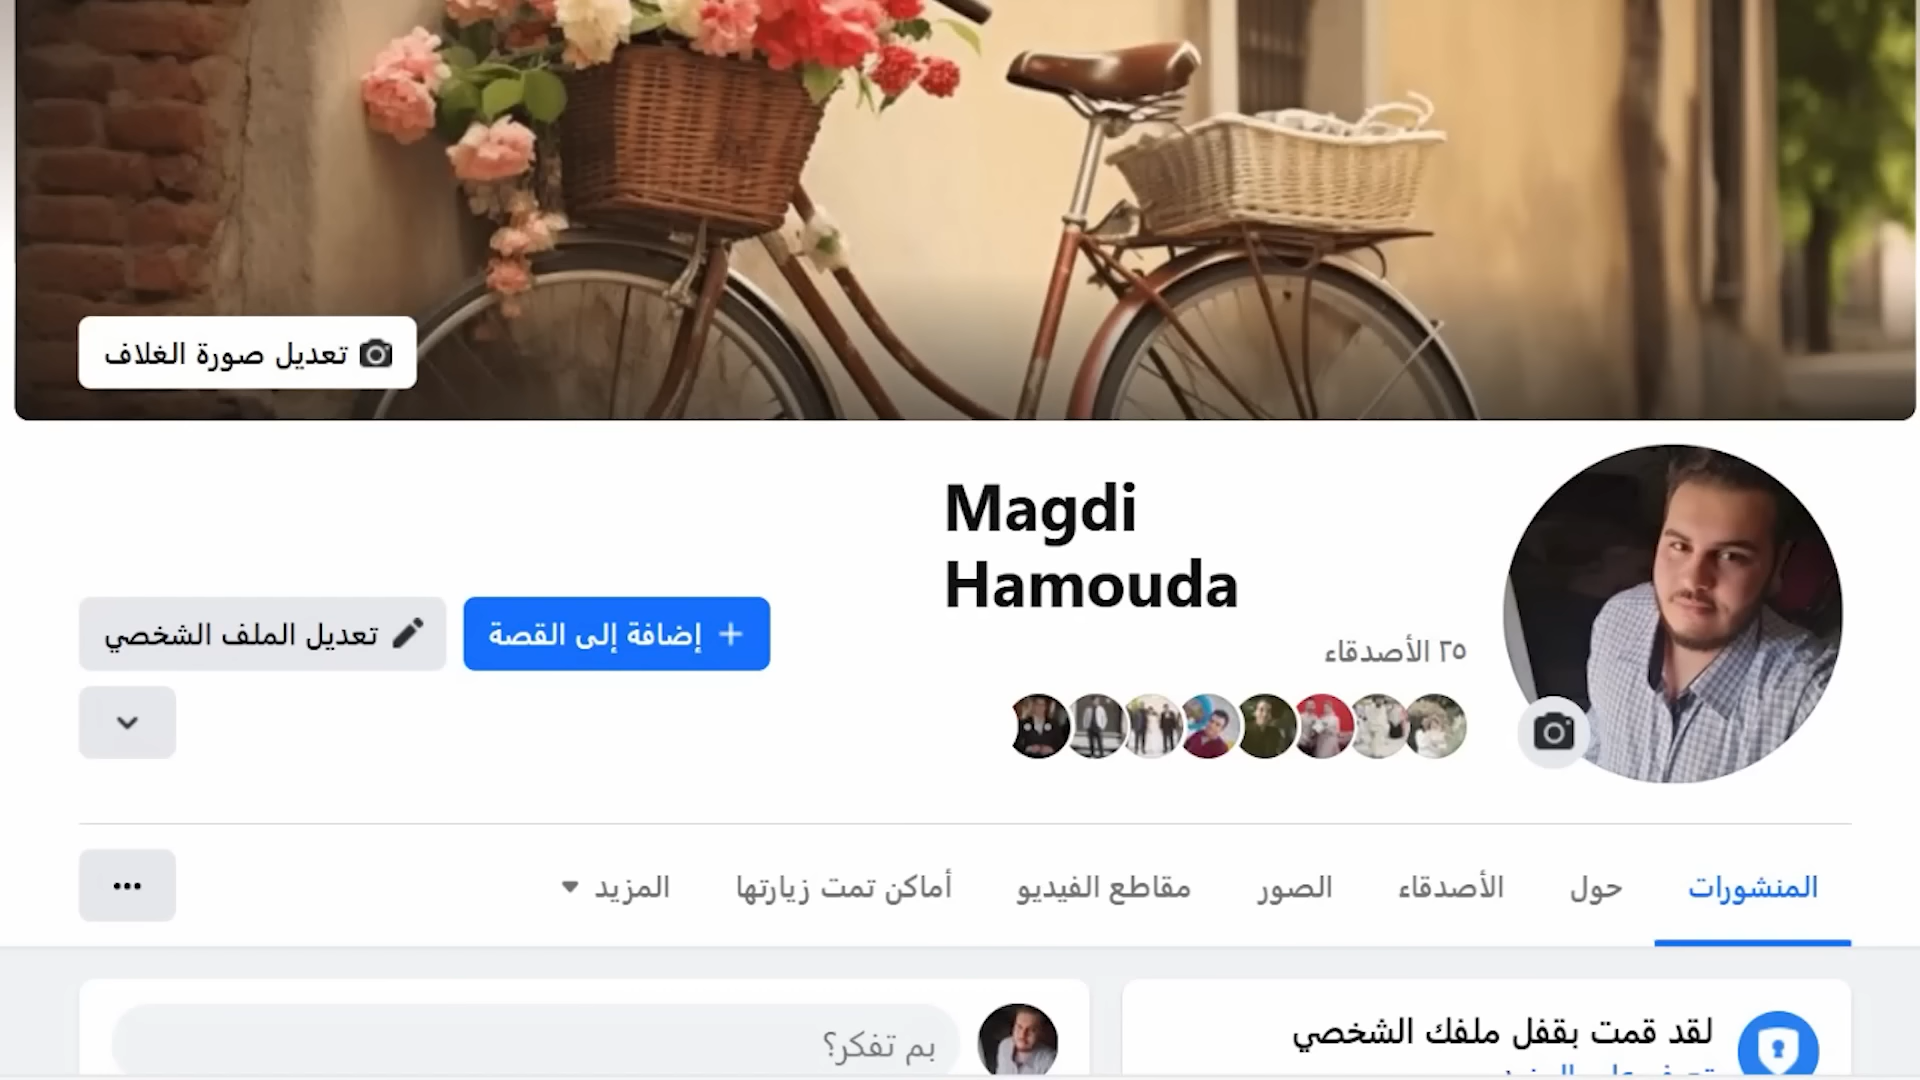 تعديل صورة الغلاف
Magdi
Hamouda
٢٥ الأصدقاء
إضافة إلى القصة
تعديل الملف الشخصي
المنشورات
حول
الأصدقاء
الصور
مقاطع الفيديو
أماكن تمت زيارتها
المزيد
لقد قمت بقفل ملفك الشخصي
بم تفكر؟